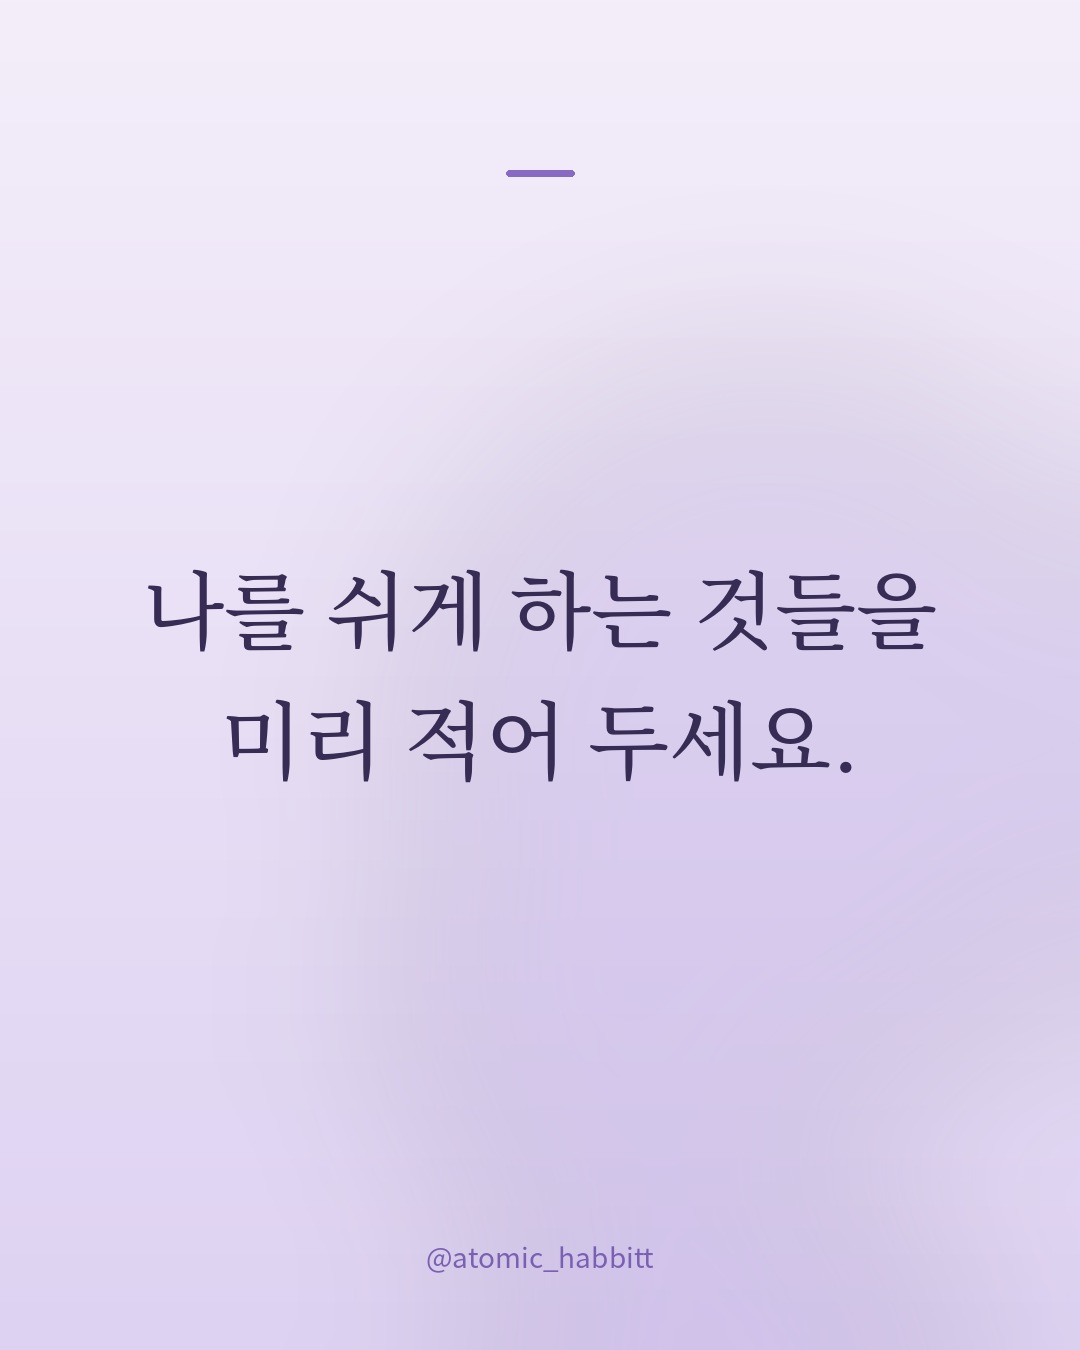 나를 쉬게 하는 것들을
미리 적어 두세요.
@atomic_habbitt